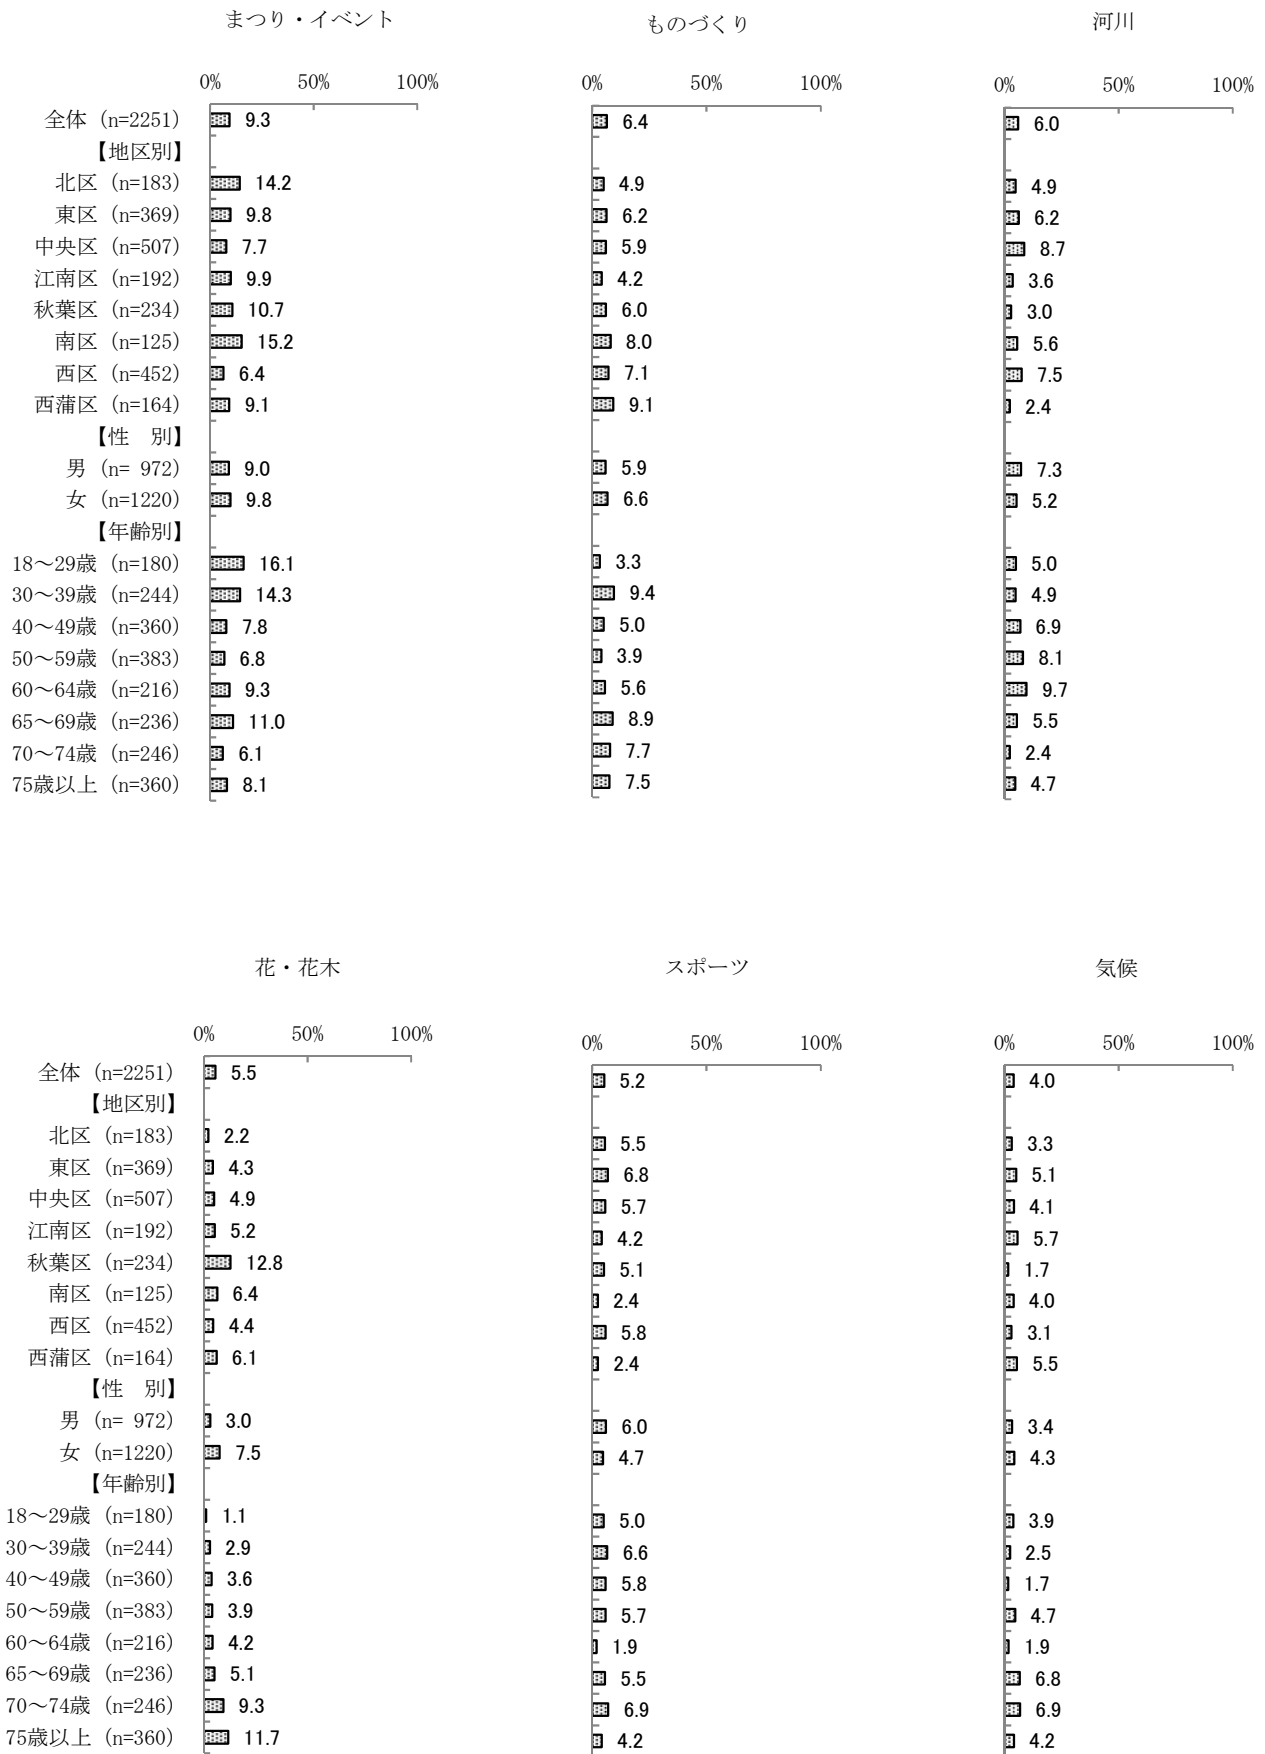 まつり・イベント ものづくり 河川
0% 50% 100% 0% 50% 100% 0% 50% 100%
全体 (n=2251) 9.3 6.4 6.0
【地区別】
北区 (n=183) 14.2 4.9 4.9
東区 (n=369) 9.8 6.2 6.2
中央区 (n=507) 7.7 5.9 8.7
江南区 (n=192) 9.9 4.2 3.6
秋葉区 (n=234) 10.7 6.0 3.0
南区 (n=125) 15.2 8.0 5.6
西区 (n=452) 6.4 7.1 7.5
西蒲区 (n=164) 9.1 9.1 2.4
【性 別】
男 (n= 972) 9.0 5.9 7.3
女 (n=1220) 9.8 6.6 5.2
【年齢別】
18～29歳 (n=180) 16.1 3.3 5.0
30～39歳 (n=244) 14.3 9.4 4.9
40～49歳 (n=360) 7.8 5.0 6.9
50～59歳 (n=383) 6.8 3.9 8.1
60～64歳 (n=216) 9.3 5.6 9.7
65～69歳 (n=236) 11.0 8.9 5.5
70～74歳 (n=246) 6.1 7.7 2.4
75歳以上 (n=360) 8.1 7.5 4.7
花・花木 スポーツ 気候
0% 50% 100% 0% 50% 100% 0% 50% 100%
全体 (n=2251) 5.5 5.2 4.0
【地区別】
北区 (n=183) 2.2 5.5 3.3
東区 (n=369) 4.3 6.8 5.1
中央区 (n=507) 4.9 5.7 4.1
江南区 (n=192) 5.2 4.2 5.7
秋葉区 (n=234) 12.8 5.1 1.7
南区 (n=125) 6.4 2.4 4.0
西区 (n=452) 4.4 5.8 3.1
西蒲区 (n=164) 6.1 2.4 5.5
【性 別】
男 (n= 972) 3.0 6.0 3.4
女 (n=1220) 7.5 4.7 4.3
【年齢別】
18～29歳 (n=180) 1.1 5.0 3.9
30～39歳 (n=244) 2.9 6.6 2.5
40～49歳 (n=360) 3.6 5.8 1.7
50～59歳 (n=383) 3.9 5.7 4.7
60～64歳 (n=216) 4.2 1.9 1.9
65～69歳 (n=236) 5.1 5.5 6.8
70～74歳 (n=246) 9.3 6.9 6.9
75歳以上 (n=360) 11.7 4.2 4.2